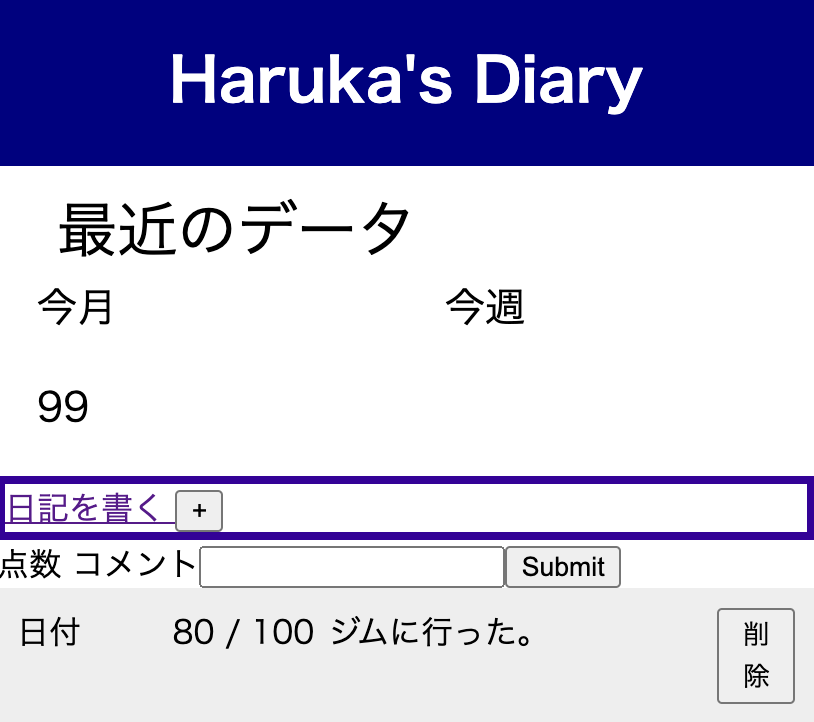 Haruka's Diary
最近のデータ
今月 今週
99
日記を書く +
点数 コメント Submit
日付 80 / 100 ジムに行った。 削除